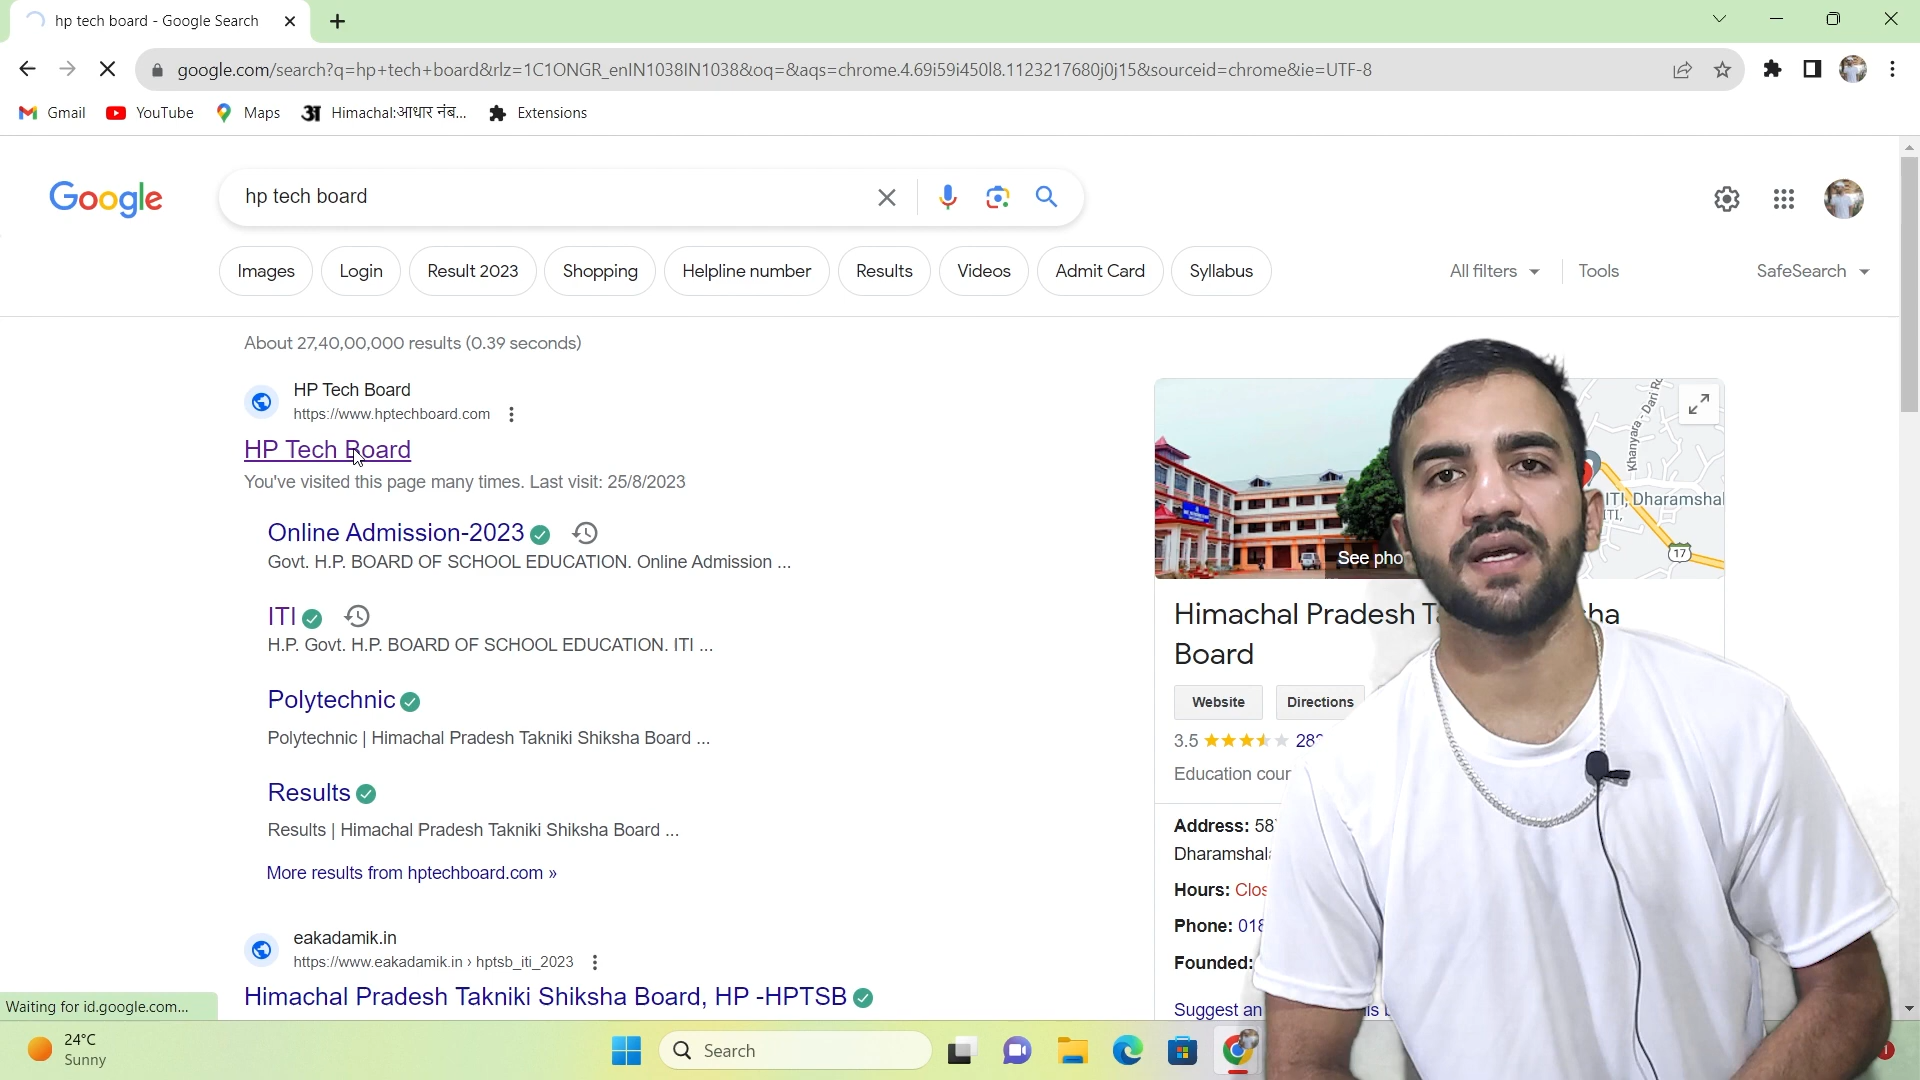 hp tech board - Google Search
google.com/search?q=hp+tech+board&rlz=1C1ONGR_enIN1038IN1038&oq=&aqs=chrome.4.69i59i450l8.1123217680j0j15&sourceid=chrome&ie=UTF-8
Gmail YouTube Maps Himachal:आधार नंब... Extensions
Google hp tech board
Images Login Result 2023 Shopping Helpline number Results Videos Admit Card Syllabus All filters Tools SafeSearch
About 27,40,00,000 results (0.39 seconds)
HP Tech Board
https://www.hptechboard.com
HP Tech Board
You've visited this page many times. Last visit: 25/8/2023
Online Admission-2023
Govt. H.P. BOARD OF SCHOOL EDUCATION. Online Admission ...
ITI
H.P. Govt. H.P. BOARD OF SCHOOL EDUCATION. ITI ...
Polytechnic
Polytechnic | Himachal Pradesh Takniki Shiksha Board ...
Results
Results | Himachal Pradesh Takniki Shiksha Board ...
More results from hptechboard.com »
eakadamik.in
https://www.eakadamik.in › hptsb_iti_2023
Himachal Pradesh Takniki Shiksha Board, HP -HPTSB
Khanyara - Dari
ITI, Dharamshal
ITI,
17
See pho
Himachal Pradesh
Board
Website Directions
3.5
Education
Address:
Hours:
Phone:
Founded:
Suggest an
Waiting for id.google.com...
24°C
Sunny
Search